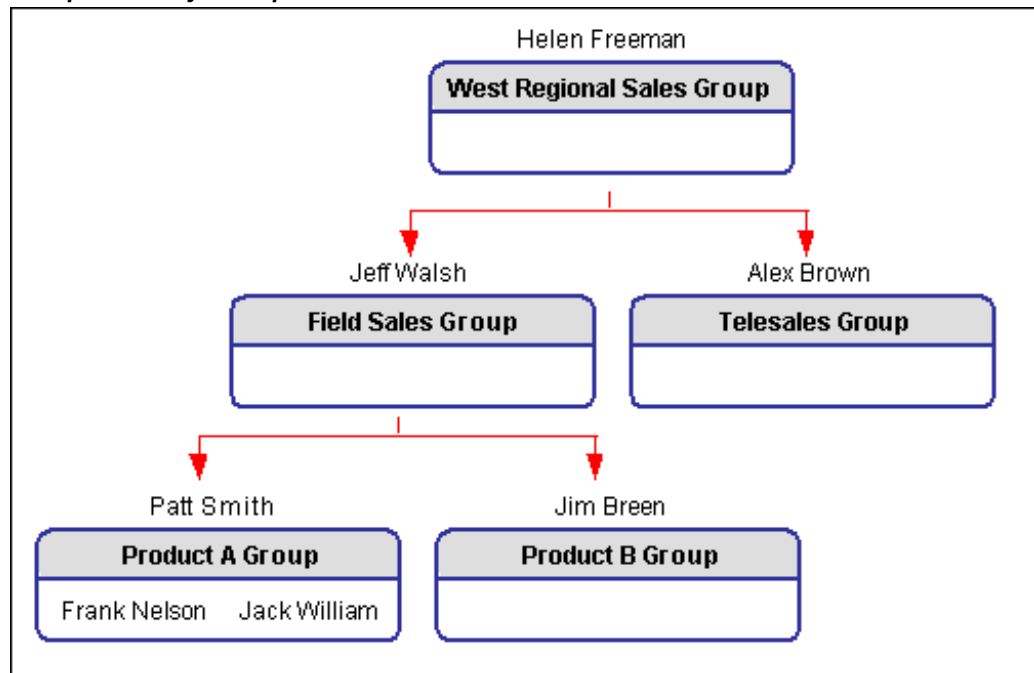 Helen Freeman
West Regional Sales Group
Jeff Walsh
Alex Brown
Field Sales Group
Telesales Group
Patt Smith
Jim Breen
Product A Group
Product B Group
Frank Nelson Jack William